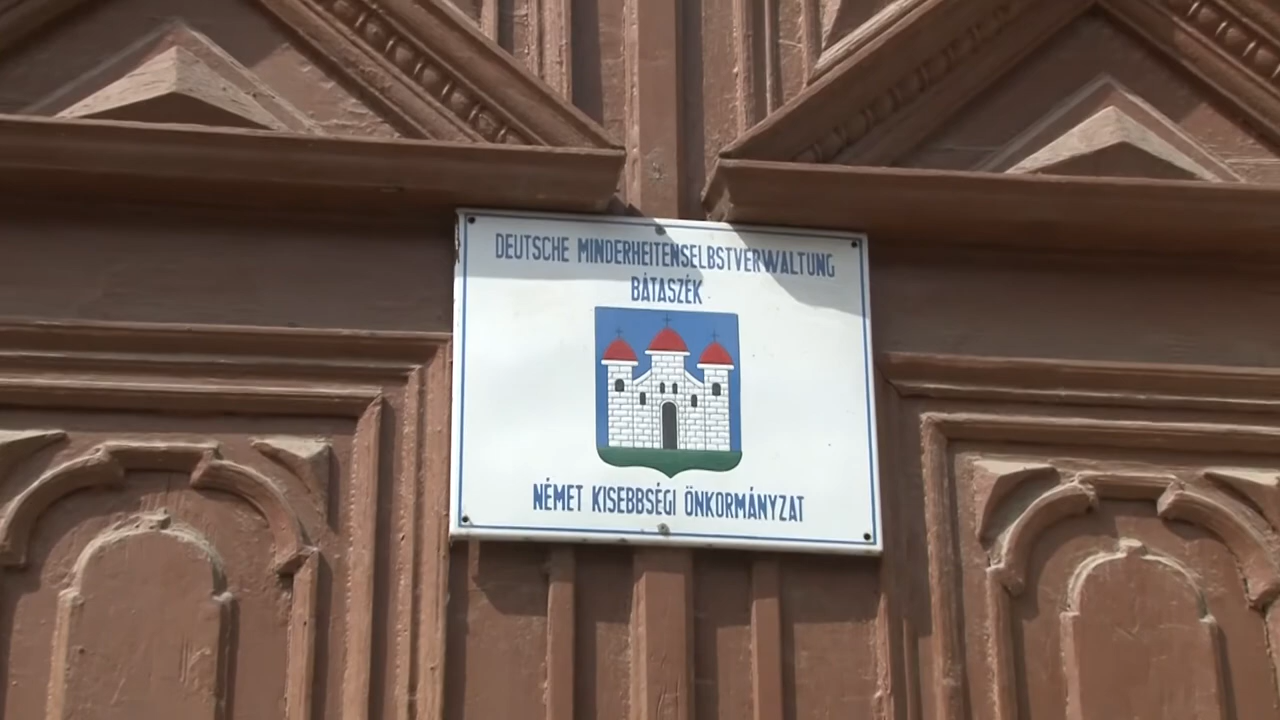 DEUTSCHE MINDERHEITENSELBSTVERWALTUNG
BÁTASZÉK
NÉMET KISEBBSÉGI ÖNKORMÁNYZAT